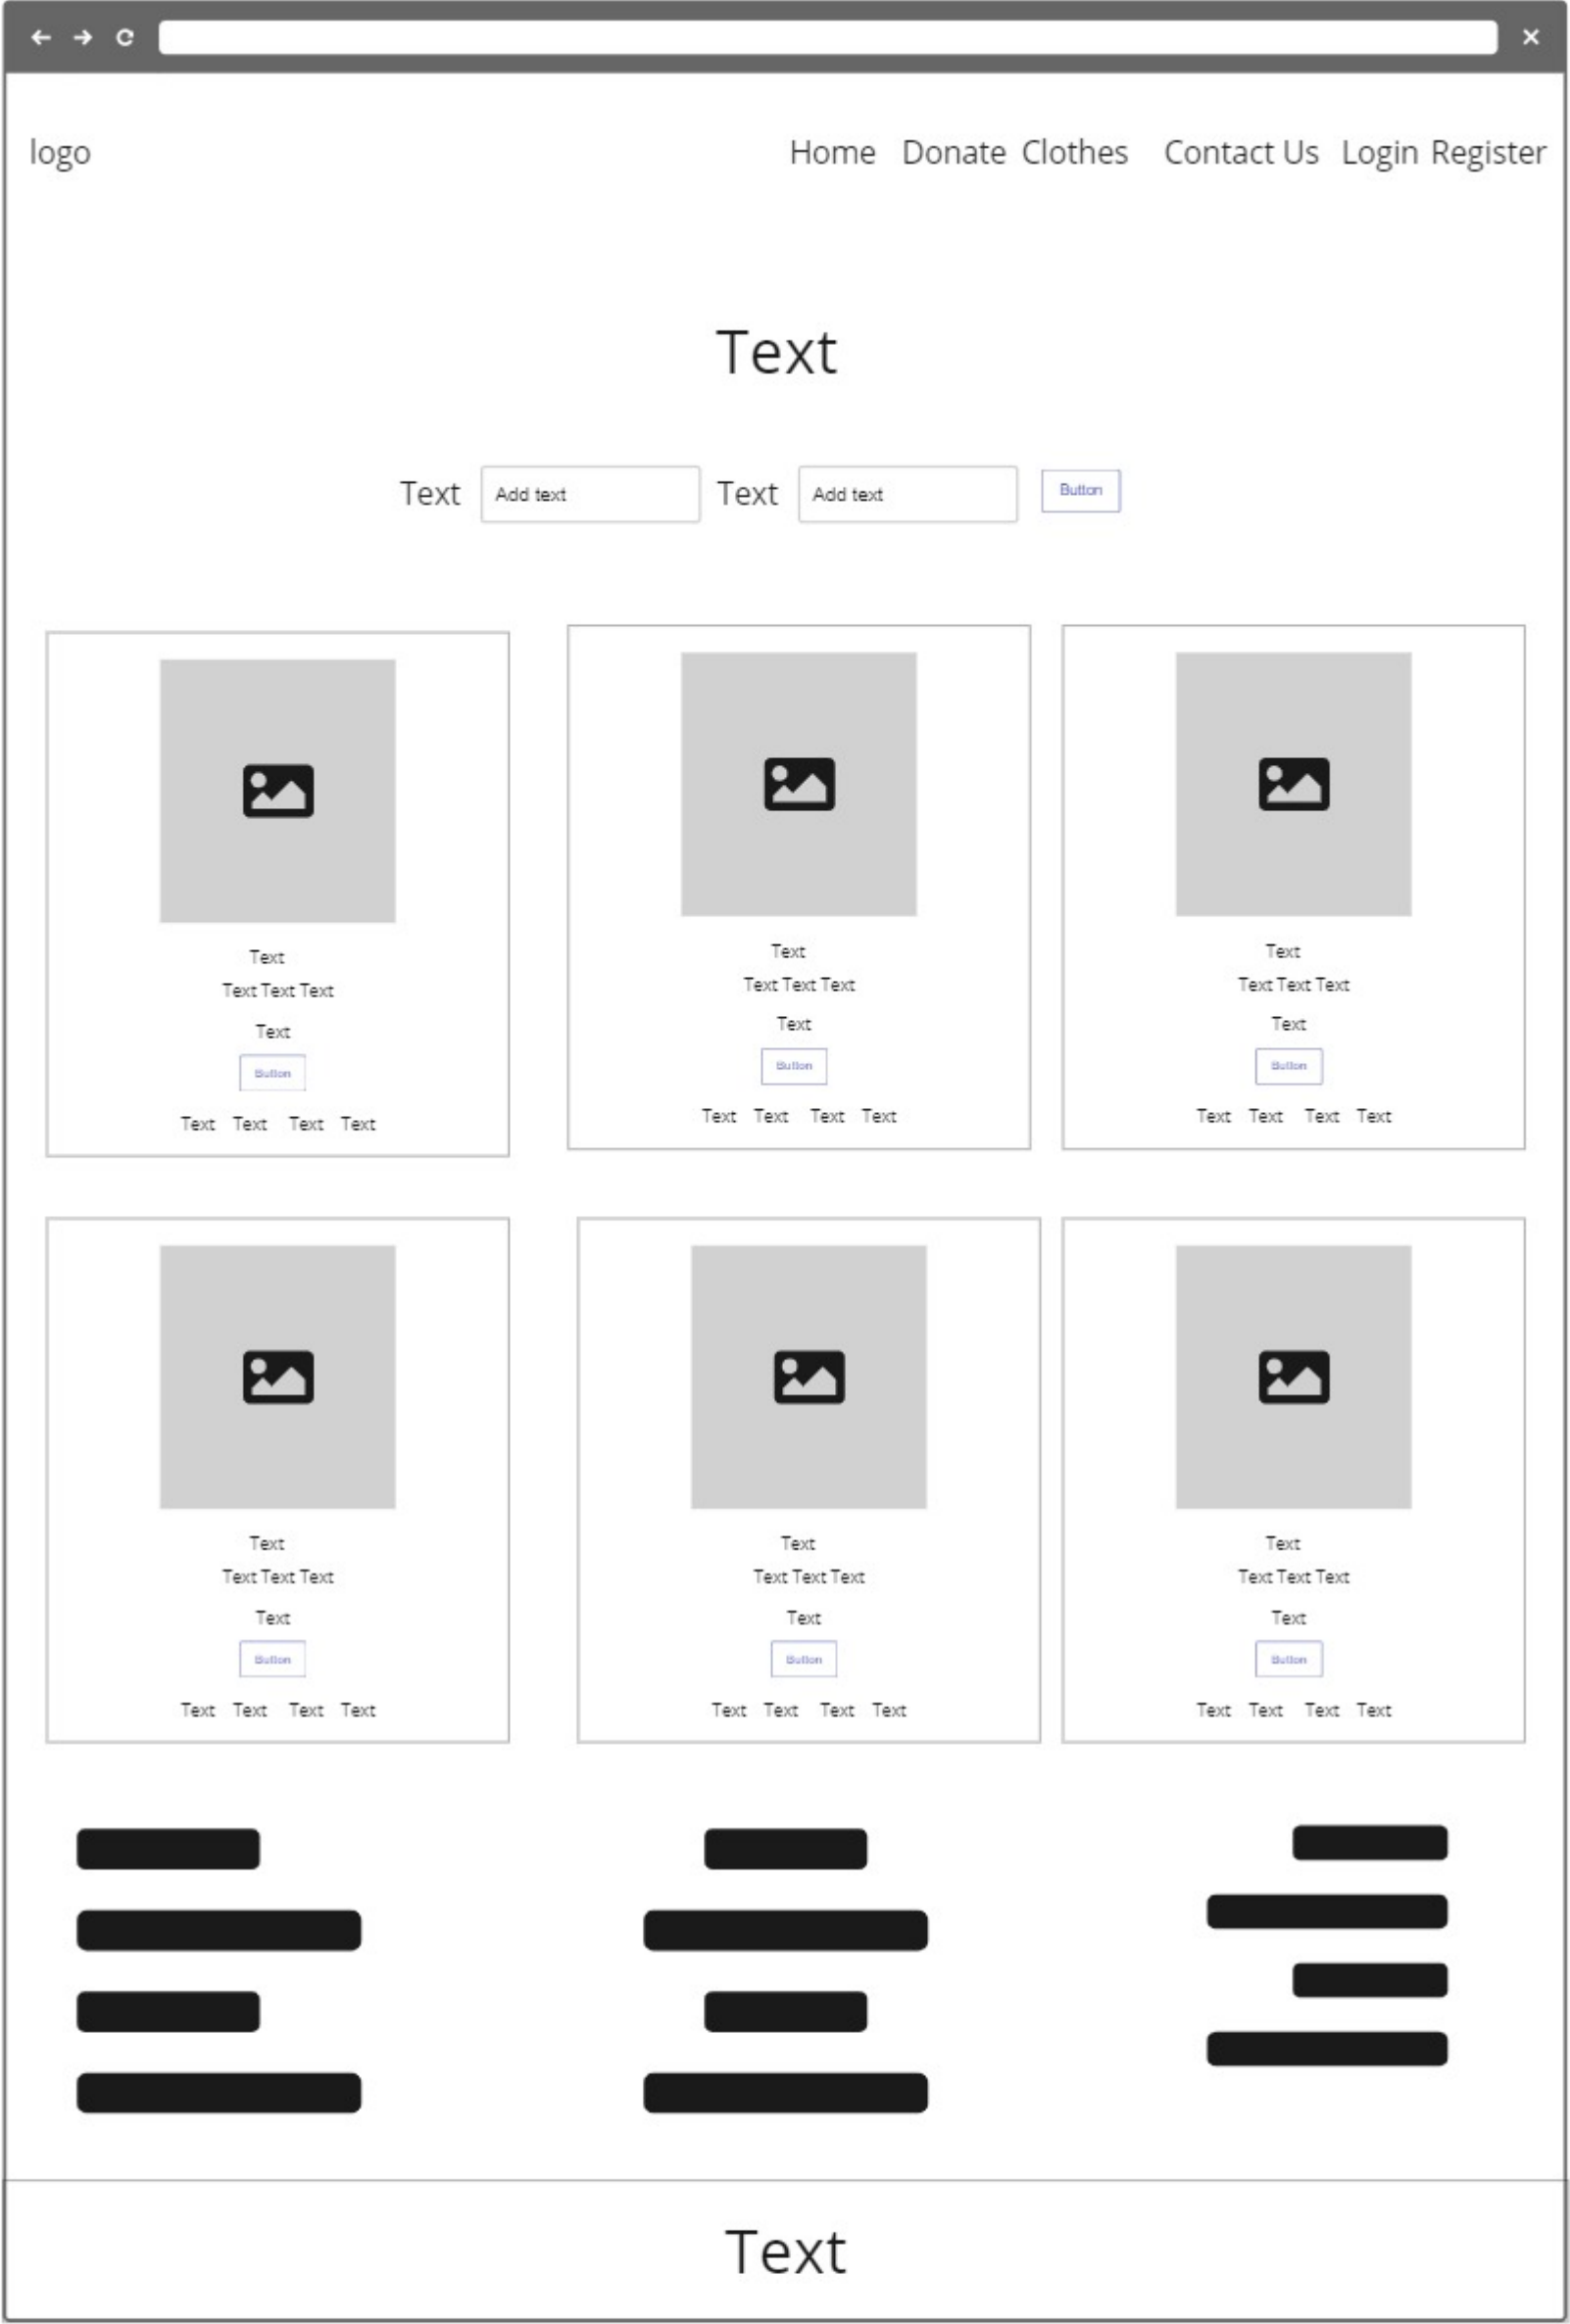 logo Home Donate Clothes Contact Us Login Register
Text
Text Add text Text Add text Button
Text Text Text
Text Text Text Text Text Text Text Text Text
Text Text Text
Button Button Button
Text Text Text Text Text Text Text Text Text Text Text Text
Text Text Text
Text Text Text Text Text Text Text Text Text
Text Text Text
Button Button Button
Text Text Text Text Text Text Text Text Text Text Text Text
Text